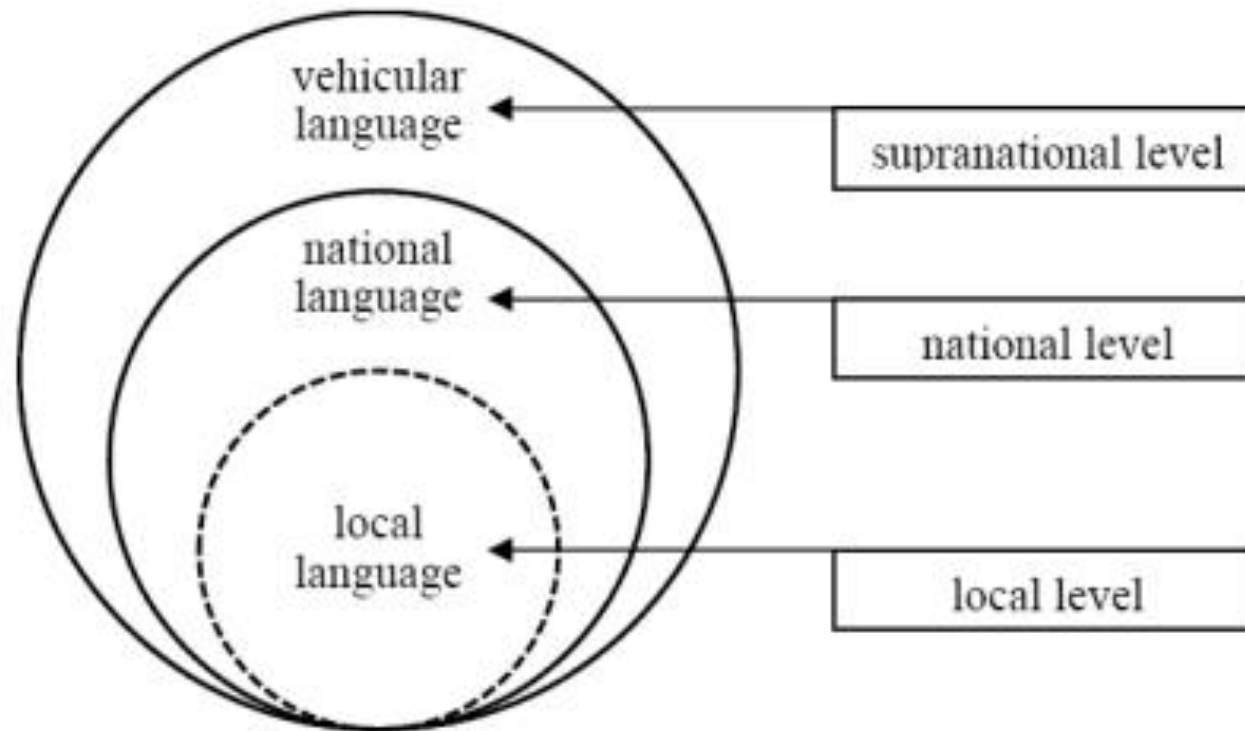 vehicular
language
supranational level
national
language
national level
local
language
local level